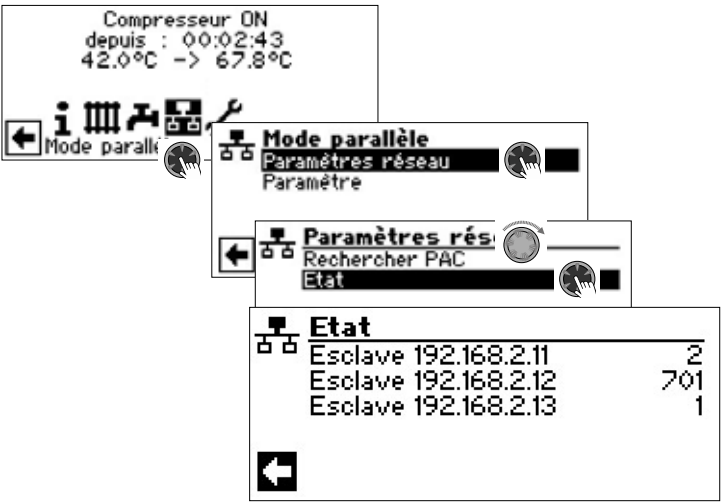 Compresseur ON
depuis : 00:02:43
42.0°C -> 67.8°C
Mode parallè
Mode parallèle
Paramètres réseau
Paramètre
Paramètres rés
Rechercher PAC
Etat
Etat
Esclave 192.168.2.11 2
Esclave 192.168.2.12 701
Esclave 192.168.2.13 1